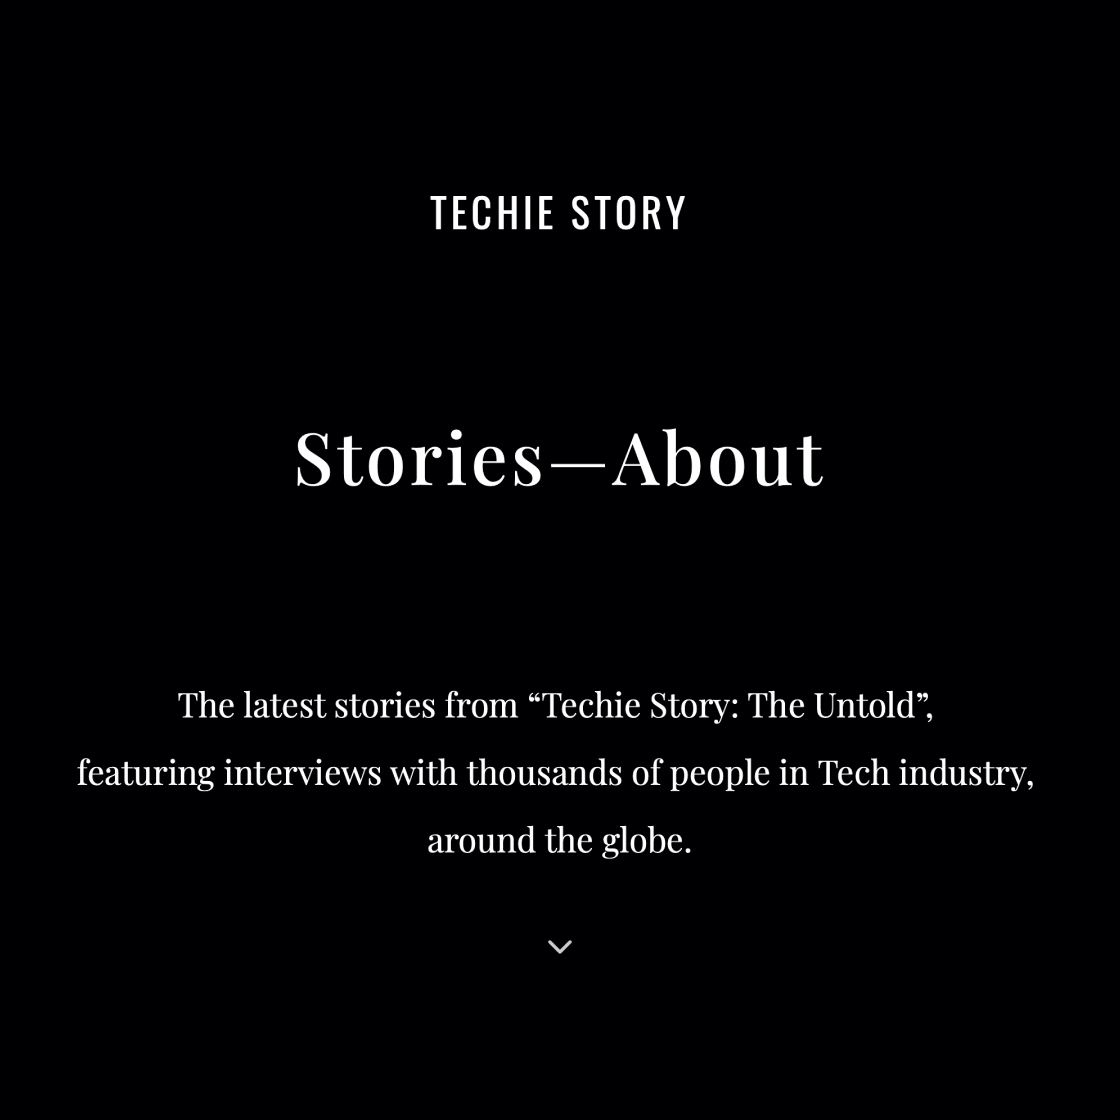 TECHIE STORY
Stories—About
The latest stories from “Techie Story: The Untold”,
featuring interviews with thousands of people in Tech industry,
around the globe.